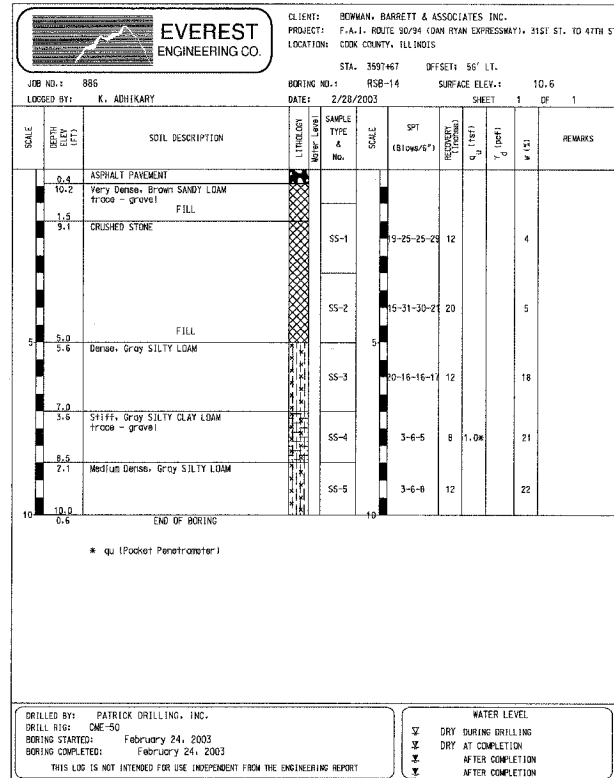 EVEREST
ENGINEERING CO.
CLIENT: BOWMAN, BARRETT & ASSOCIATES INC.
PROJECT: F.A.I. ROUTE 90/94 (DAN RYAN EXPRESSWAY), 31ST ST. TO 47TH ST
LOCATION: COOK COUNTY, ILLINOIS
STA. 3597+67 OFFSET: 56' LT.
JOB NO.: 886 BORING NO.: RSB-14 SURFACE ELEV.: 10.6
LOGGED BY: K. ADHIKARY DATE: 2/28/2003 SHEET 1 OF 1
SCALE DEPTH ELEV (FT) SOIL DESCRIPTION LITHOLOGY Water Level SAMPLE TYPE & No. SCALE SPT (Blows/6") RECOVERY (inches) q u (tsf) γ d (pcf) w (%) REMARKS
0.4 ASPHALT PAVEMENT
10.2 Very Dense, Brown SANDY LOAM
trace - gravel
FILL
1.5
9.1 CRUSHED STONE
SS-1 19-25-25-29 12 4
SS-2 15-31-30-21 20 5
FILL
5 5.0 5
5.6 Dense, Gray SILTY LOAM
SS-3 20-16-16-17 12 18
7.0
3.6 Stiff, Gray SILTY CLAY LOAM
trace - gravel
SS-4 3-6-5 8 1.0* 21
8.5
2.1 Medium Dense, Gray SILTY LOAM
SS-5 3-6-8 12 22
10 10.0 10
0.6 END OF BORING
* qu (Pocket Penetrometer)
DRILLED BY: PATRICK DRILLING, INC.
DRILL RIG: CME-50
BORING STARTED: February 24, 2003
BORING COMPLETED: February 24, 2003
THIS LOG IS NOT INTENDED FOR USE INDEPENDENT FROM THE ENGINEERING REPORT
WATER LEVEL
DRY DURING DRILLING
DRY AT COMPLETION
AFTER COMPLETION
AFTER COMPLETION